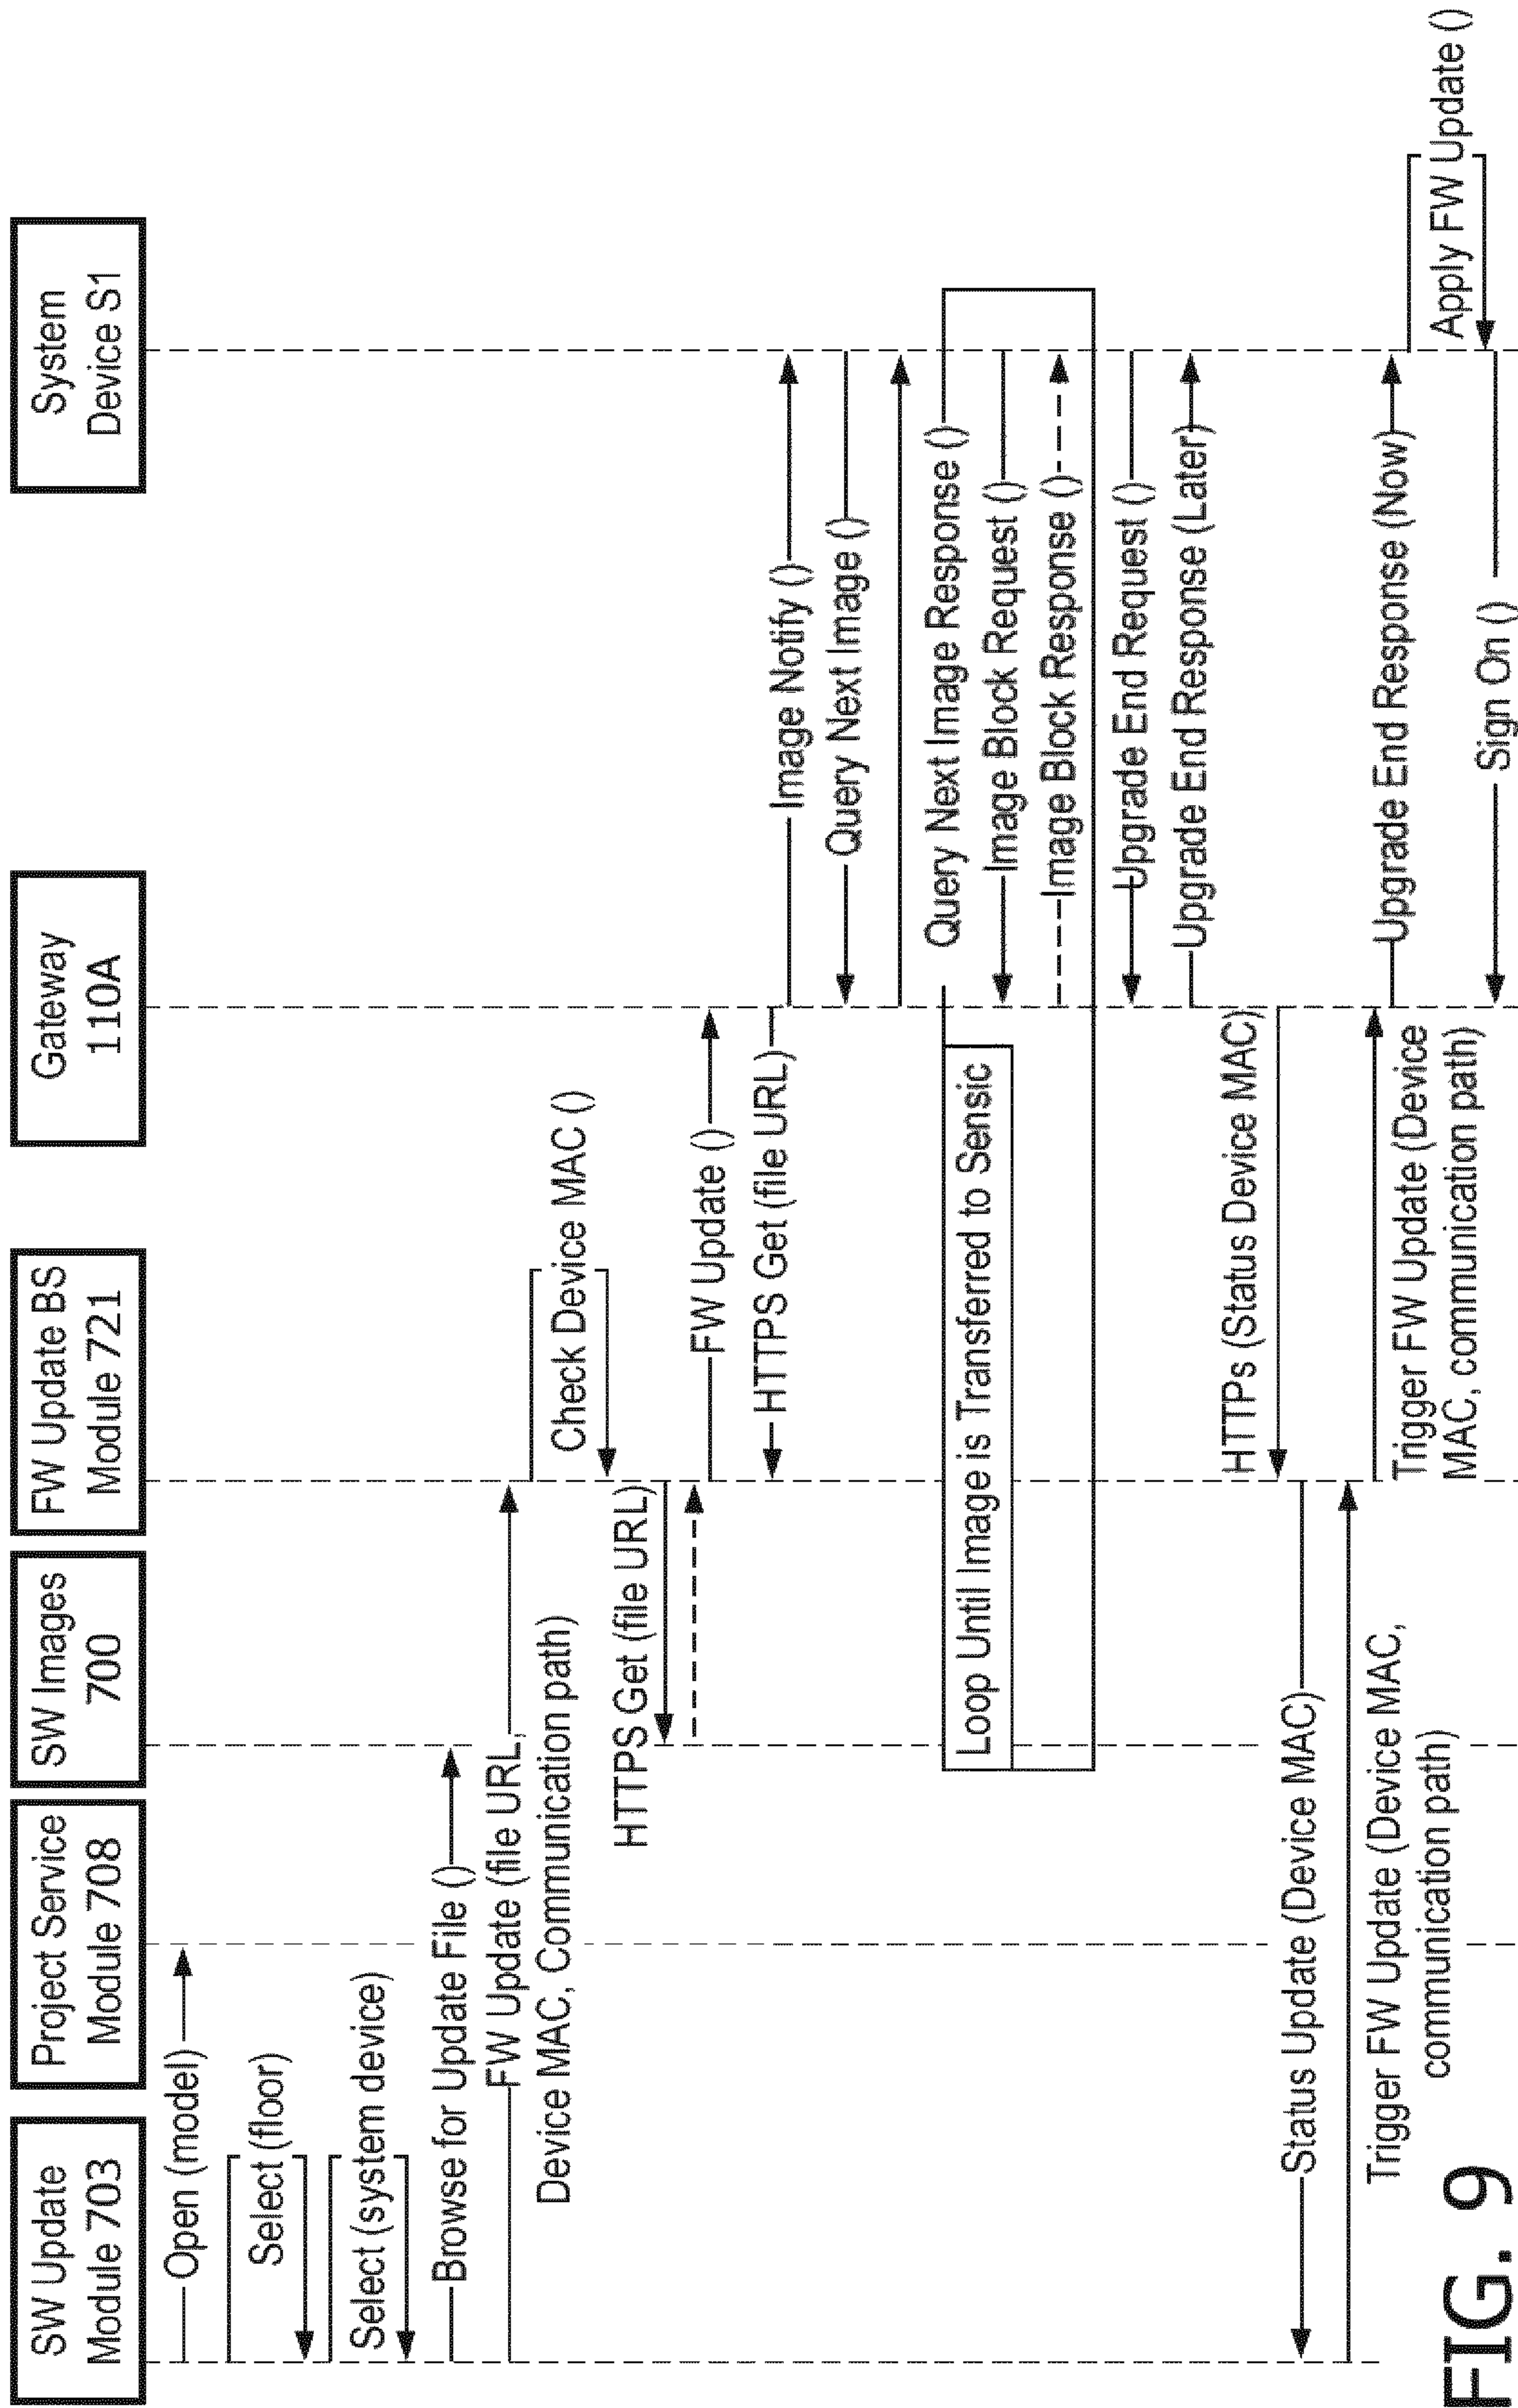 SW Update
Module 703
Project Service
Module 708
SW Images
700
FW Update BS
Module 721
Gateway
110A
System
Device S1
Open (model)
Select (floor)
Select (system device)
Browse for Update File ()
FW Update (file URL,
Device MAC, Communication path)
Check Device MAC ()
HTTPS Get (file URL)
FW Update ()
HTTPS Get (file URL)
Image Notify ()
Query Next Image ()
Query Next Image Response ()
Loop Until Image is Transferred to Sensic
Image Block Request ()
Image Block Response ()
Upgrade End Request ()
Upgrade End Response (Later)
HTTPs (Status Device MAC)
Status Update (Device MAC)
Trigger FW Update (Device MAC,
communication path)
Trigger FW Update (Device
MAC, communication path)
Upgrade End Response (Now)
Apply FW Update ()
Sign On ()
FIG. 9